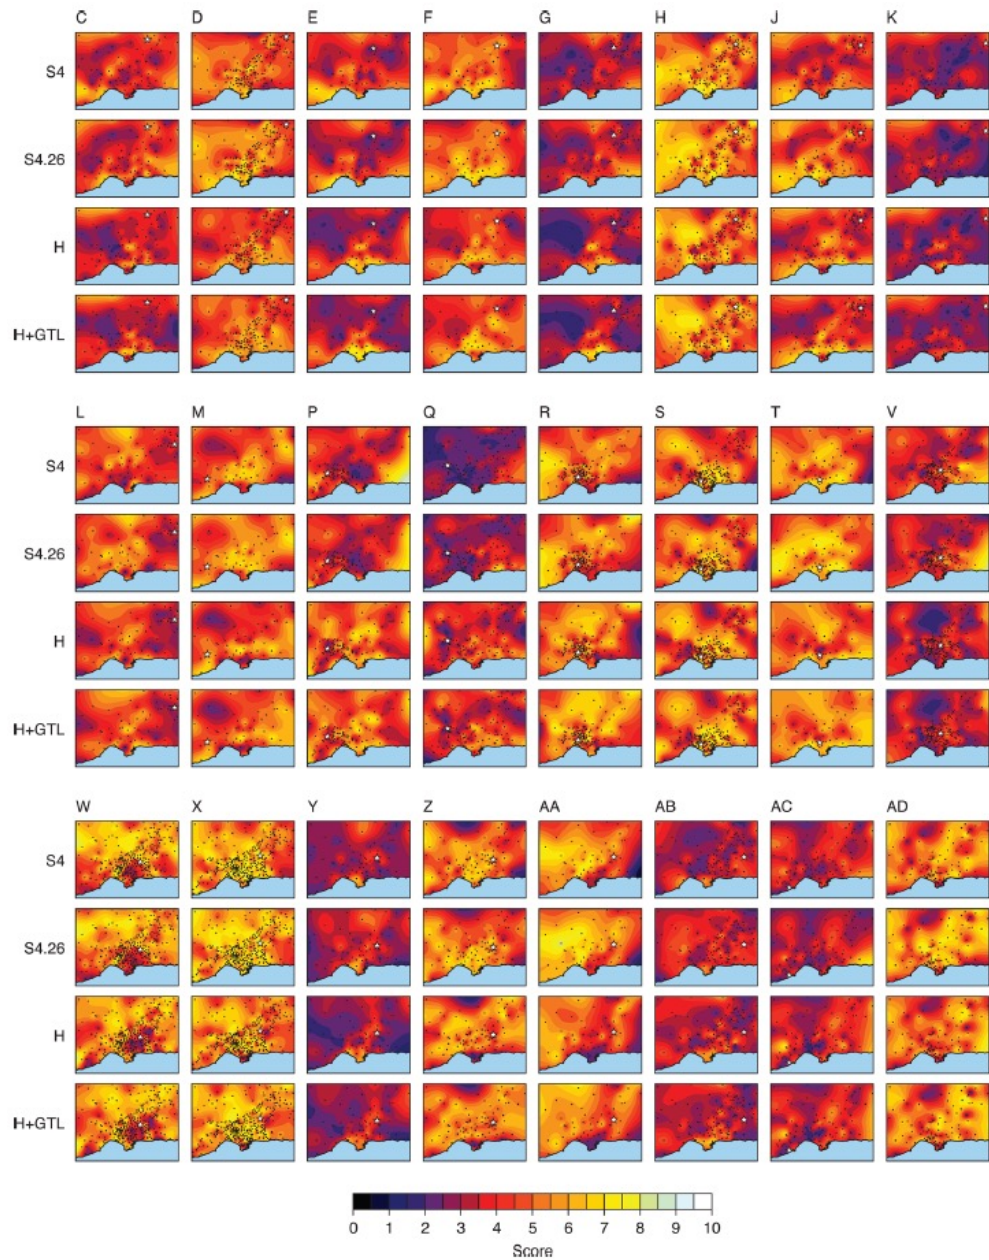 C D E F G H J K
S4
S4.26
H
H+GTL
L M P Q R S T V
S4
S4.26
H
H+GTL
W X Y Z AA AB AC AD
S4
S4.26
H
H+GTL
0 1 2 3 4 5 6 7 8 9 10
Score